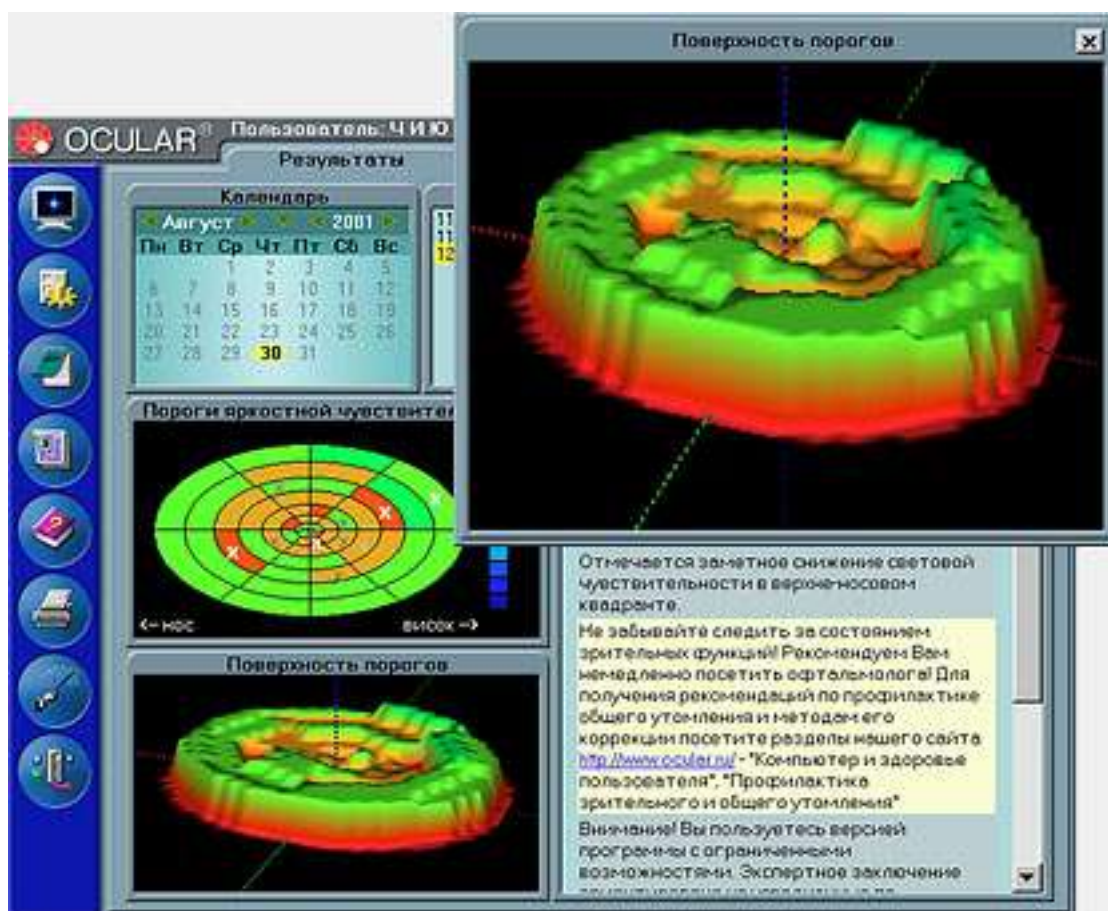 Поверхность порогов
OCULAR®
Пользователь: Ч И Ю
Результаты
Календарь
Август 2001
Пн Вт Ср Чт Пт Сб Вс
1 2 3 4 5
6 7 8 9 10 11 12
13 14 15 16 17 18 19
20 21 22 23 24 25 26
27 28 29 30 31
11
11
12
Пороги яркостной чувствител
<- нос
висок ->
Поверхность порогов
Отмечается заметное снижение световой
чувствительности в верхне-носовом
квадранте.
Не забывайте следить за состоянием
зрительных функций! Рекомендуем Вам
немедленно посетить офтальмолога! Для
получения рекомендаций по профилактике
общего утомления и методам его
коррекции посетите разделы нашего сайта
http://www.ocular.ru/ - "Компьютер и здоровье
пользователя", "Профилактика
зрительного и общего утомления"
Внимание! Вы пользуетесь версией
программы с ограниченными
возможностями. Экспертное заключение